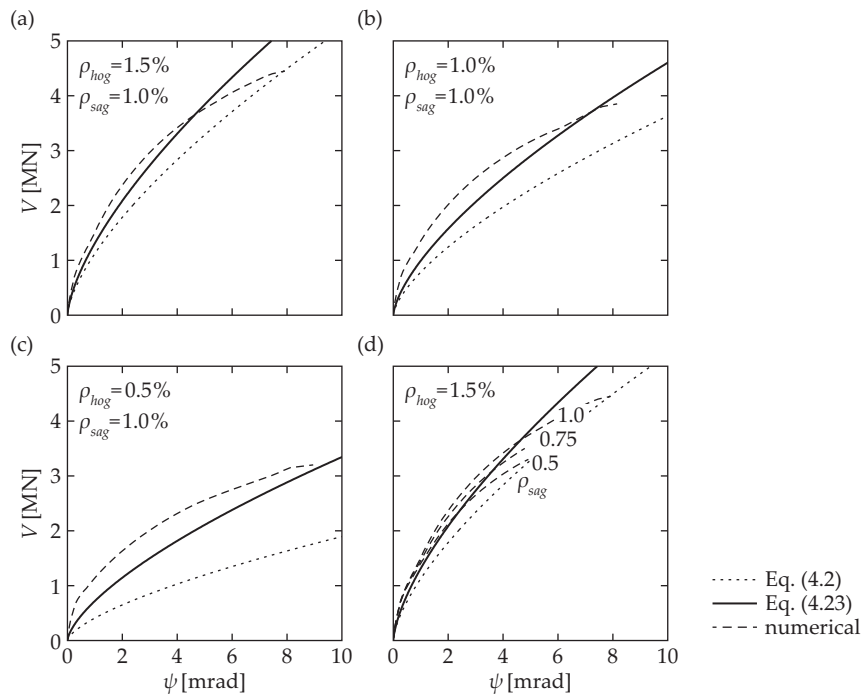 (a)
(b)
5
4
3
2
1
0
V [MN]
ρhog=1.5%
ρsag=1.0%
ρhog=1.0%
ρsag=1.0%
(c)
(d)
5
4
3
2
1
0
V [MN]
ρhog=0.5%
ρsag=1.0%
ρhog=1.5%
1.0
0.75
0.5
ρsag
0 2 4 6 8 10
0 2 4 6 8 10
ψ [mrad]
ψ [mrad]
Eq. (4.2)
Eq. (4.23)
numerical